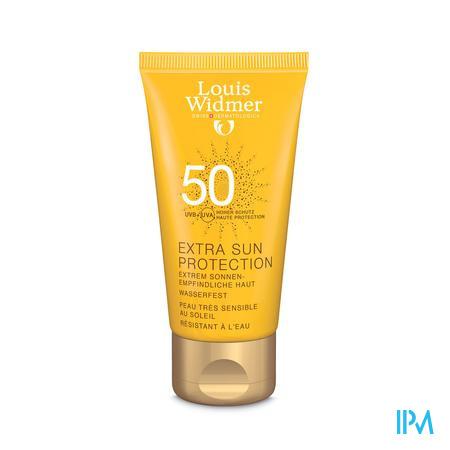 Louis
Widmer
SWISS DERMATOLOGICA
50
UVB+UVA
HOHER SCHUTZ
HAUTE PROTECTION
EXTRA SUN
PROTECTION
EXTREM SONNEN-
EMPFINDLICHE HAUT
WASSERFEST
PEAU TRÈS SENSIBLE
AU SOLEIL
RÉSISTANT À L'EAU
IPM